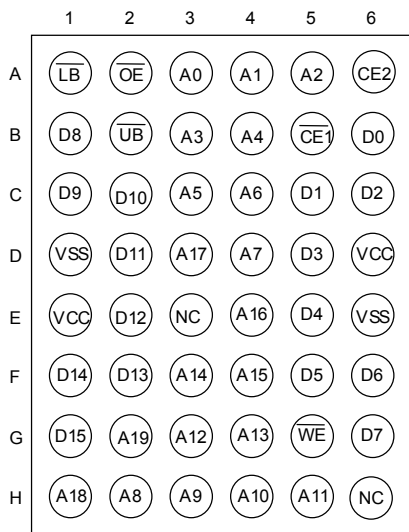 1 2 3 4 5 6
A LB OE A0 A1 A2 CE2
B D8 UB A3 A4 CE1 D0
C D9 D10 A5 A6 D1 D2
D VSS D11 A17 A7 D3 VCC
E VCC D12 NC A16 D4 VSS
F D14 D13 A14 A15 D5 D6
G D15 A19 A12 A13 WE D7
H A18 A8 A9 A10 A11 NC